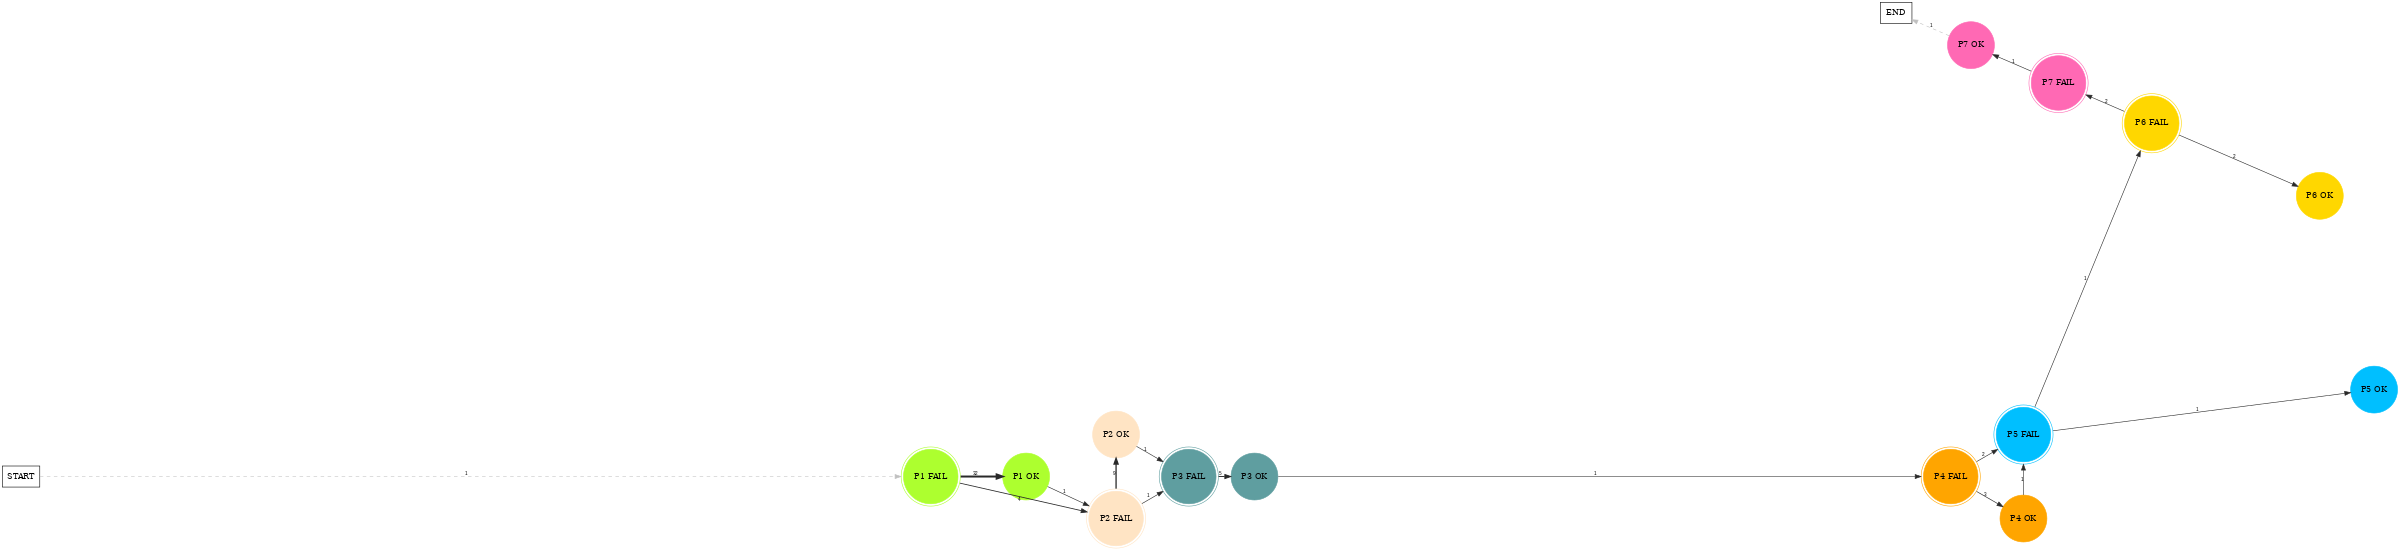 END
1
P7 OK
1
P7 FAIL
2
P6 FAIL
2
P6 OK
1
P5 OK
1
P5 FAIL
P2 OK
1
START
1
P1 FAIL
32
P1 OK
1
4
9
P2 FAIL
1
P3 FAIL
5
P3 OK
1
P4 FAIL
2
1
P4 OK